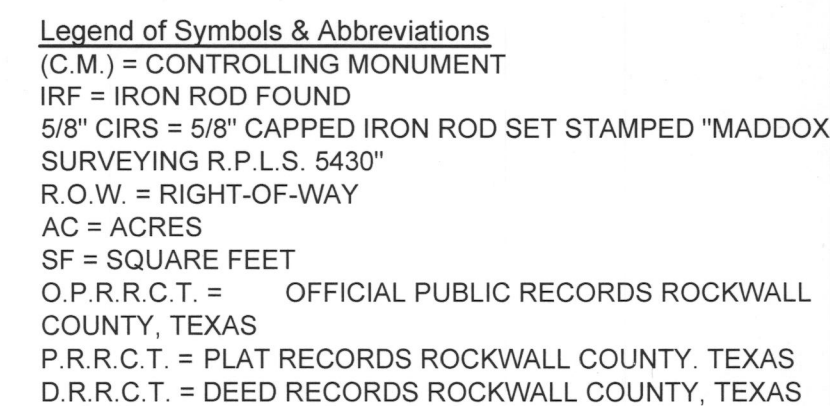 Legend of Symbols & Abbreviations
(C.M.) = CONTROLLING MONUMENT
IRF = IRON ROD FOUND
5/8" CIRS = 5/8" CAPPED IRON ROD SET STAMPED "MADDOX
SURVEYING R.P.L.S. 5430"
R.O.W. = RIGHT-OF-WAY
AC = ACRES
SF = SQUARE FEET
O.P.R.R.C.T. = OFFICIAL PUBLIC RECORDS ROCKWALL
COUNTY, TEXAS
P.R.R.C.T. = PLAT RECORDS ROCKWALL COUNTY. TEXAS
D.R.R.C.T. = DEED RECORDS ROCKWALL COUNTY, TEXAS